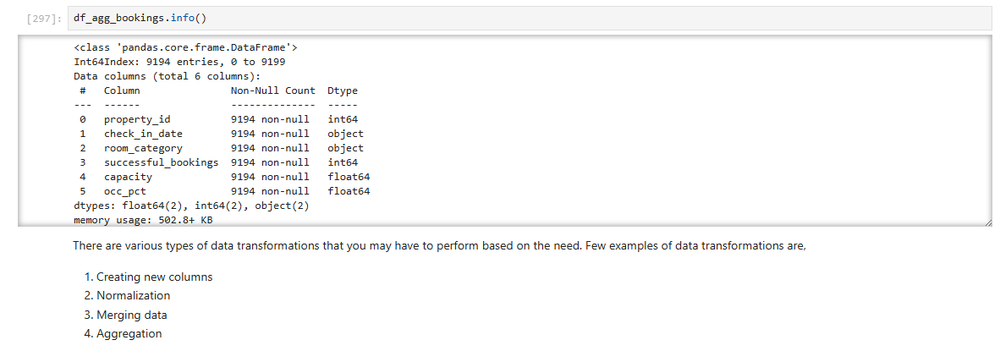 [297]: df_agg_bookings.info()
<class 'pandas.core.frame.DataFrame'>
Int64Index: 9194 entries, 0 to 9199
Data columns (total 6 columns):
 #   Column               Non-Null Count  Dtype
---  ------               --------------  -----
 0   property_id          9194 non-null   int64
 1   check_in_date        9194 non-null   object
 2   room_category        9194 non-null   object
 3   successful_bookings  9194 non-null   int64
 4   capacity             9194 non-null   float64
 5   occ_pct              9194 non-null   float64
dtypes: float64(2), int64(2), object(2)
memory usage: 502.8+ KB
There are various types of data transformations that you may have to perform based on the need. Few examples of data transformations are,
1. Creating new columns
2. Normalization
3. Merging data
4. Aggregation